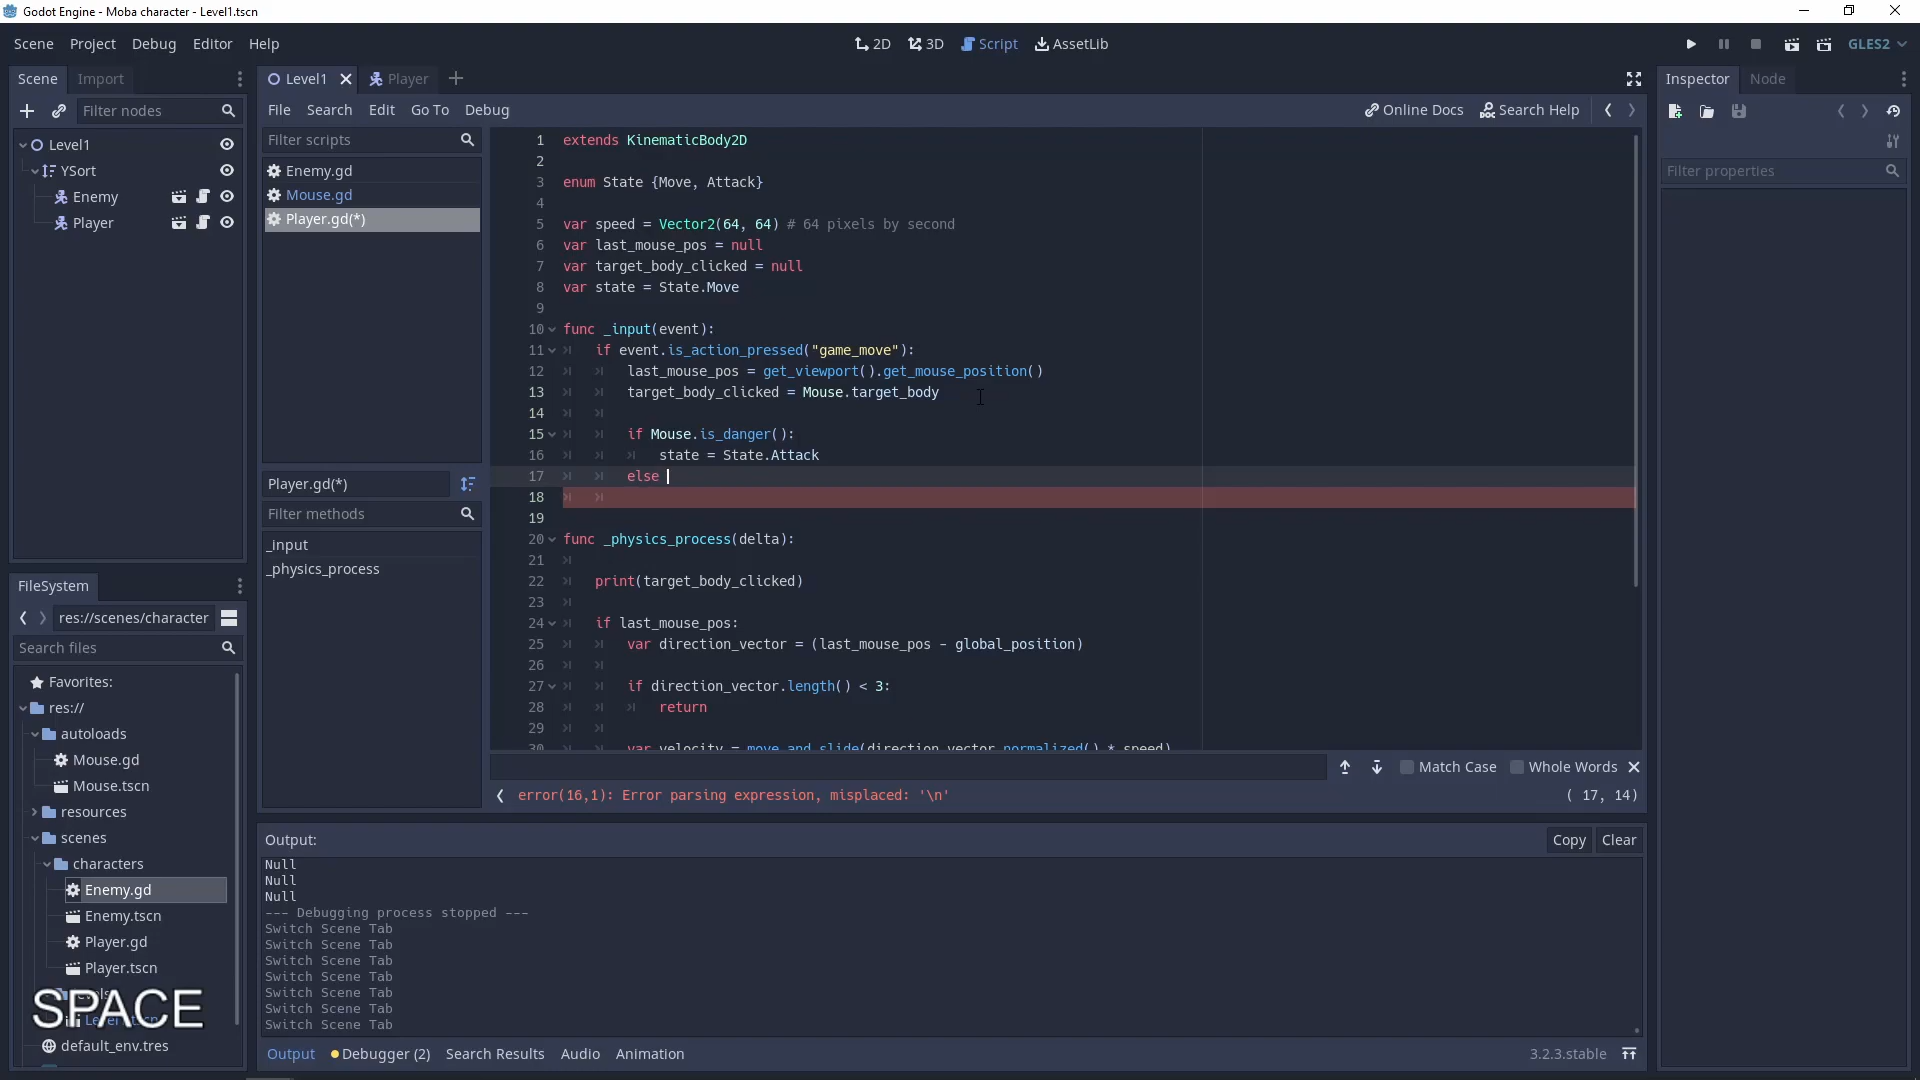 Godot Engine - Moba character - Level1.tscn
Scene Project Debug Editor Help
2D 3D Script AssetLib
GLES2
Scene Import
Filter nodes
Level1
YSort
Enemy
Player
Level1 Player
File Search Edit Go To Debug
Online Docs Search Help
Filter scripts
Enemy.gd
Mouse.gd
Player.gd(*)
Player.gd(*)
Filter methods
_input
_physics_process
1 extends KinematicBody2D
2
3 enum State {Move, Attack}
4
5 var speed = Vector2(64, 64) # 64 pixels by second
6 var last_mouse_pos = null
7 var target_body_clicked = null
8 var state = State.Move
9
10 func _input(event):
11 if event.is_action_pressed("game_move"):
12 last_mouse_pos = get_viewport().get_mouse_position()
13 target_body_clicked = Mouse.target_body
14
15 if Mouse.is_danger():
16 state = State.Attack
17 else
18
19
20 func _physics_process(delta):
21
22 print(target_body_clicked)
23
24 if last_mouse_pos:
25 var direction_vector = (last_mouse_pos - global_position)
26
27 if direction_vector.length() < 3:
28 return
29
30 var velocity = move_and_slide(direction_vector.normalized() * speed)
Match Case Whole Words
error(16,1): Error parsing expression, misplaced: '\n'
( 17, 14)
Output:
Copy Clear
Null
Null
Null
--- Debugging process stopped ---
Switch Scene Tab
Switch Scene Tab
Switch Scene Tab
Switch Scene Tab
Switch Scene Tab
Switch Scene Tab
Switch Scene Tab
Output Debugger (2) Search Results Audio Animation
3.2.3.stable
Inspector Node
Filter properties
FileSystem
res://scenes/character
Search files
Favorites:
res://
autoloads
Mouse.gd
Mouse.tscn
resources
scenes
characters
Enemy.gd
Enemy.tscn
Player.gd
Player.tscn
SPACE
default_env.tres